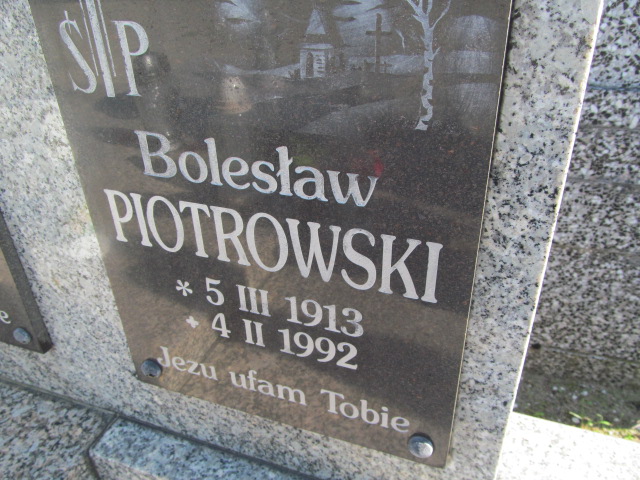 ŚP
Bolesław
PIOTROWSKI
* 5 III 1913
+ 4 II 1992
Jezu ufam Tobie
e